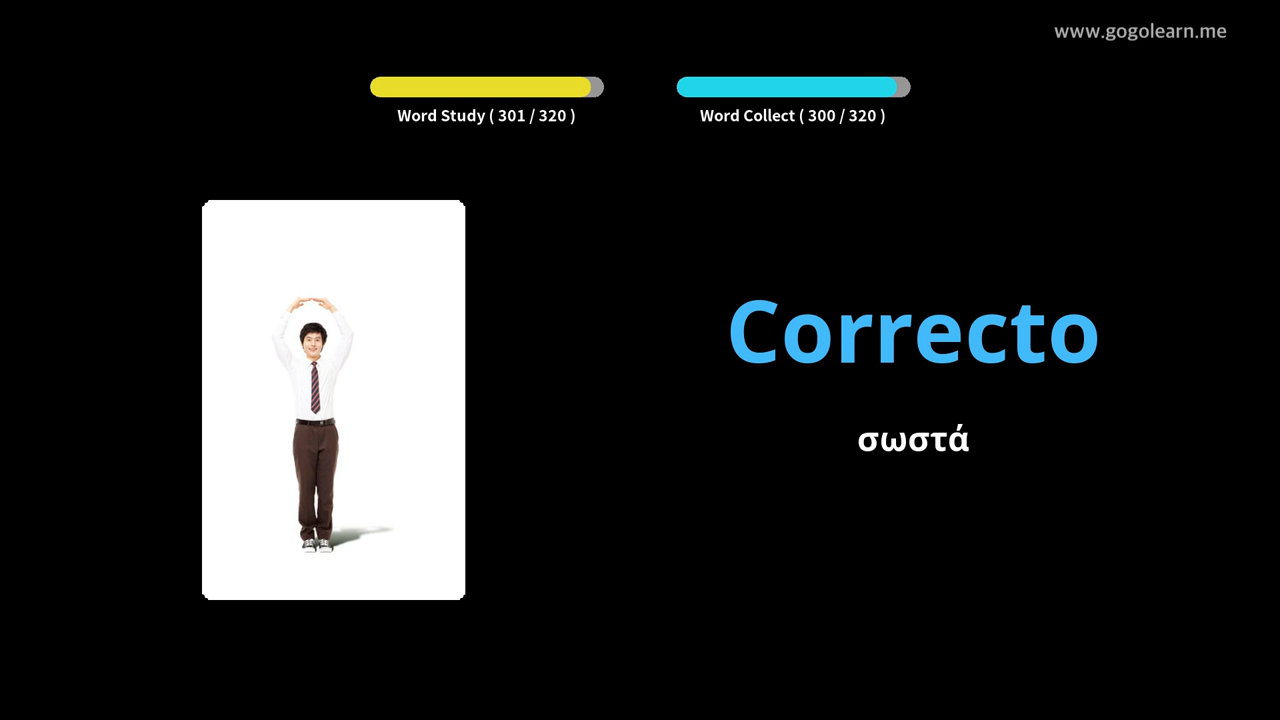 www.gogolearn.me
Word Study ( 301 / 320 )
Word Collect ( 300 / 320 )
Correcto
σωστά